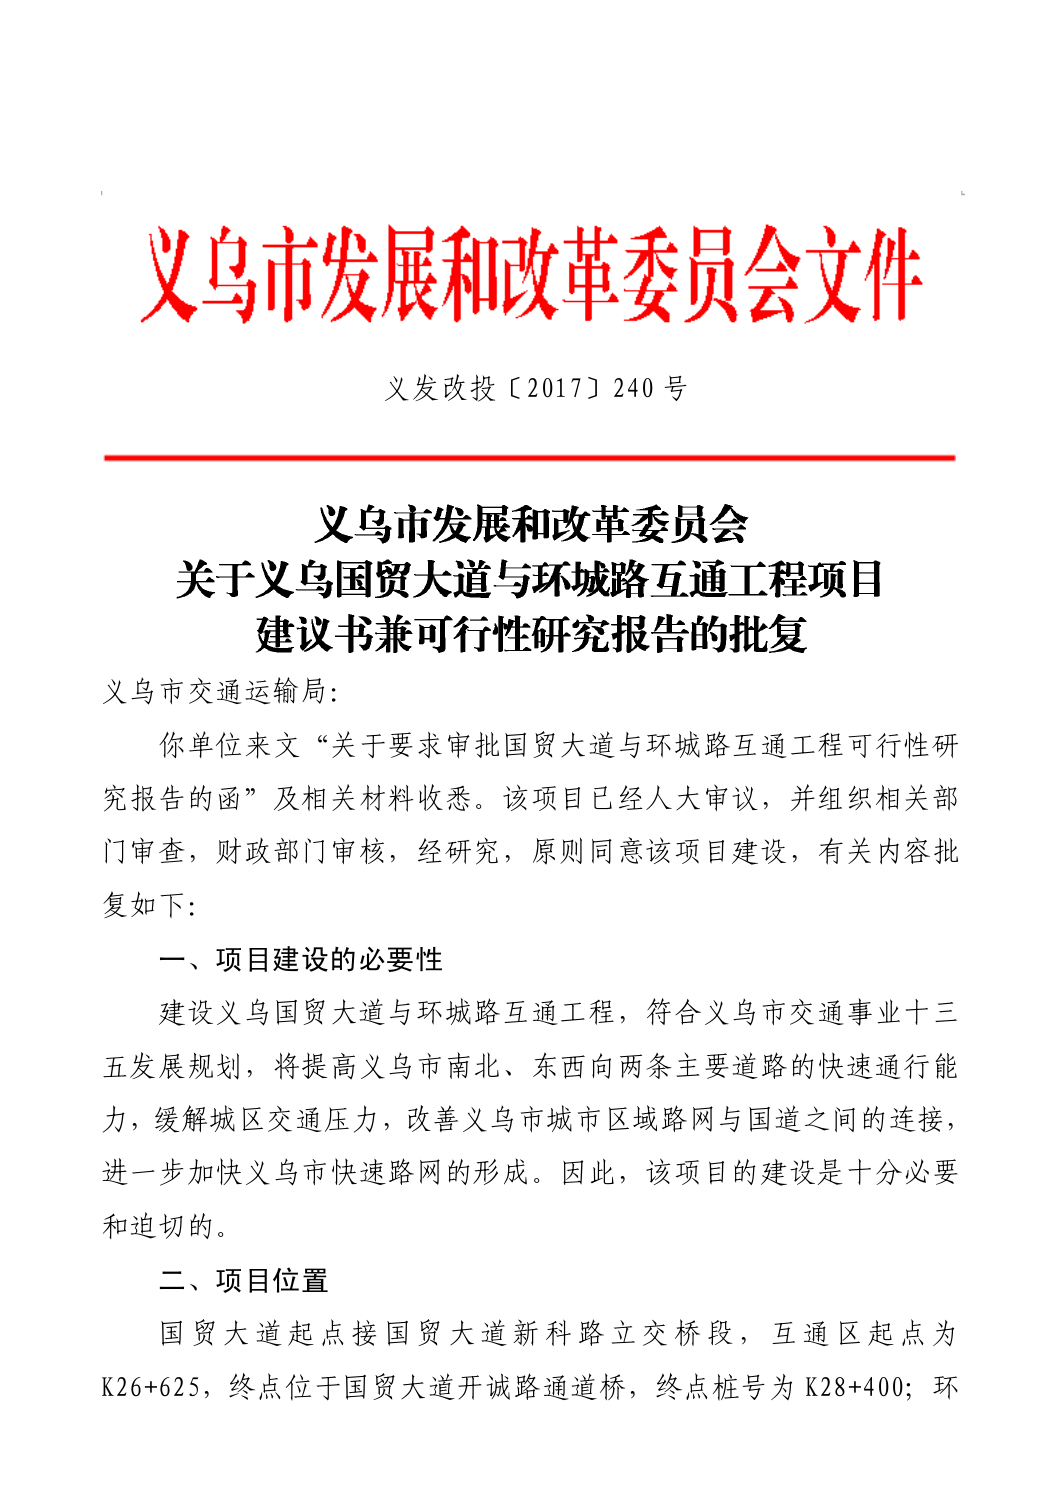 义乌市发展和改革委员会文件
义发改投〔2017〕240 号
义乌市发展和改革委员会
关于义乌国贸大道与环城路互通工程项目
建议书兼可行性研究报告的批复
义乌市交通运输局：
你单位来文“关于要求审批国贸大道与环城路互通工程可行性研
究报告的函”及相关材料收悉。该项目已经人大审议，并组织相关部
门审查，财政部门审核，经研究，原则同意该项目建设，有关内容批
复如下：
一、项目建设的必要性
建设义乌国贸大道与环城路互通工程，符合义乌市交通事业十三
五发展规划，将提高义乌市南北、东西向两条主要道路的快速通行能
力，缓解城区交通压力，改善义乌市城市区域路网与国道之间的连接，
进一步加快义乌市快速路网的形成。因此，该项目的建设是十分必要
和迫切的。
二、项目位置
国贸大道起点接国贸大道新科路立交桥段，互通区起点为
K26+625，终点位于国贸大道开诚路通道桥，终点桩号为 K28+400；环